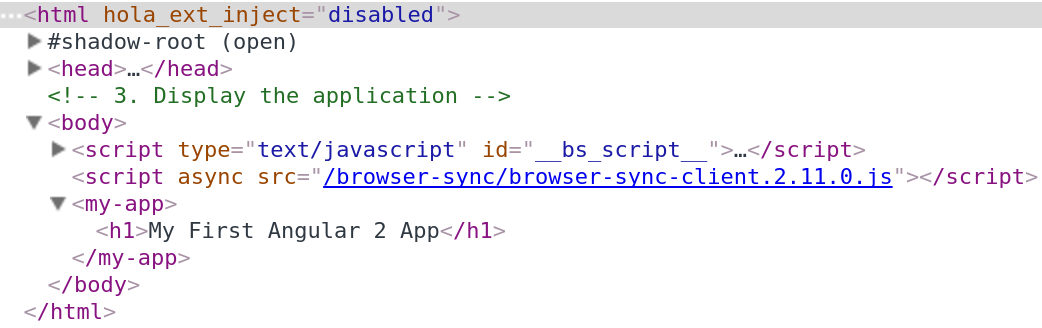 <html hola_ext_inject="disabled">
#shadow-root (open)
<head>…</head>
<!-- 3. Display the application -->
<body>
<script type="text/javascript" id="__bs_script__">…</script>
<script async src="/browser-sync/browser-sync-client.2.11.0.js"></script>
<my-app>
<h1>My First Angular 2 App</h1>
</my-app>
</body>
</html>